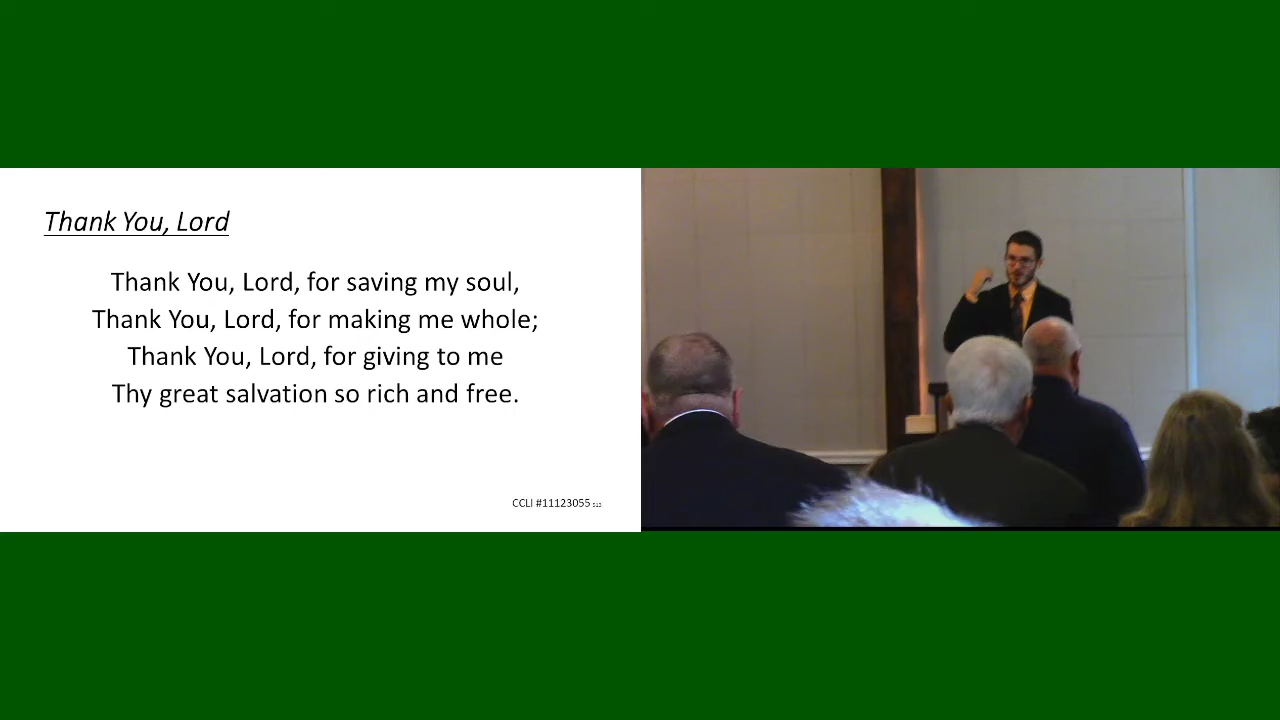 Thank You, Lord
Thank You, Lord, for saving my soul,
Thank You, Lord, for making me whole;
Thank You, Lord, for giving to me
Thy great salvation so rich and free.
CCLI #11123055